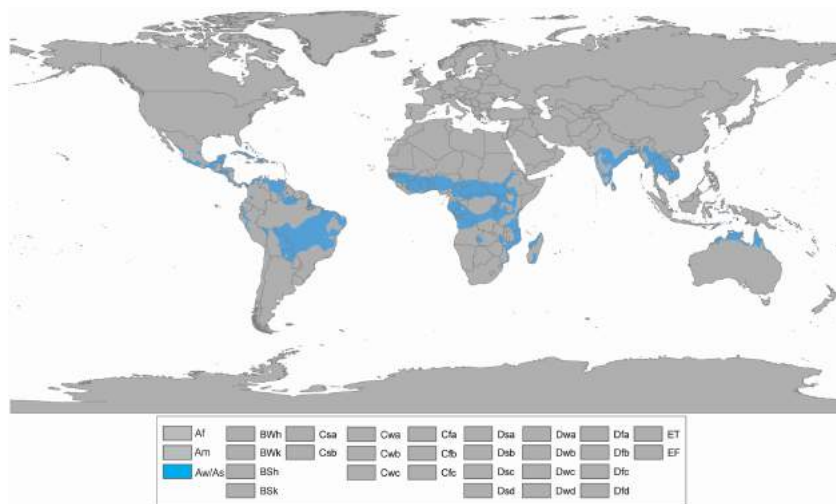 Af BWh Csa Cwa Cfa Dsa Dwa Dfa ET
Am BWk Csb Cwb Cfb Dsb Dwb Dfb EF
Aw/As BSh Cwc Cfc Dsc Dwc Dfc
BSk Dsd Dwd Dfd